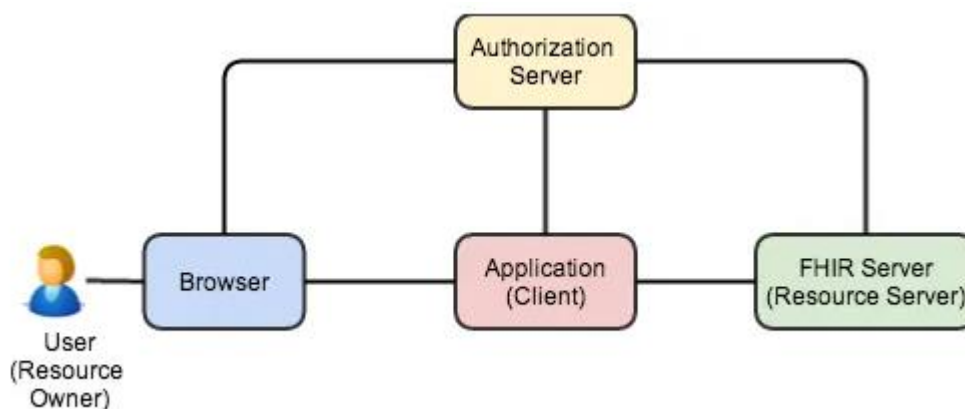 Authorization
Server
Browser
Application
(Client)
FHIR Server
(Resource Server)
User
(Resource
Owner)